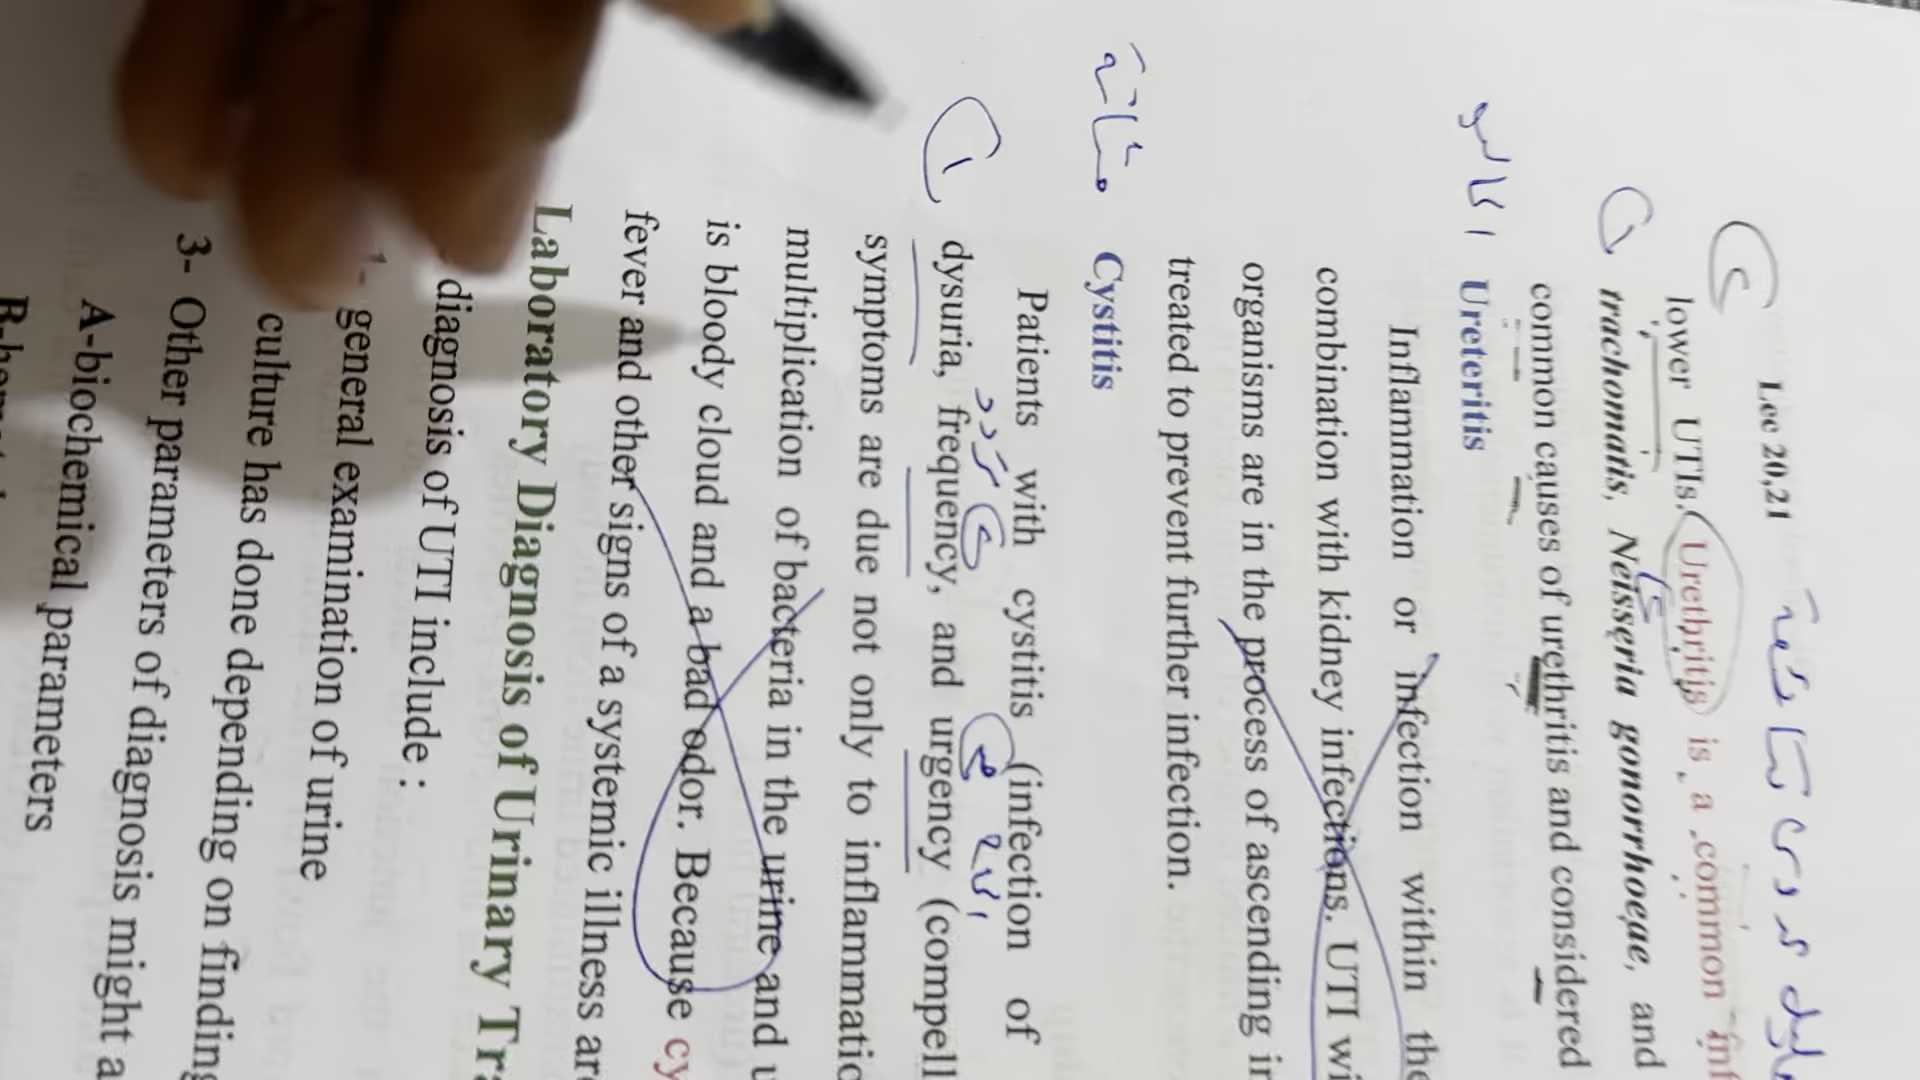 Lec 20,21
lower UTIs. Urethritis is a common inf
trachomatis, Neisseria gonorrhoeae, and
common causes of urethritis and considered
الحالب Ureteritis
Inflammation or infection within the
combination with kidney infections. UTI wi
organisms are in the process of ascending in
treated to prevent further infection.
مثانة Cystitis
Patients with cystitis (infection of
dysuria, frequency, and urgency (compell
symptoms are due not only to inflammatio
multiplication of bacteria in the urine and u
is bloody cloud and a bad odor. Because cy
fever and other signs of a systemic illness are
Laboratory Diagnosis of Urinary Tra
diagnosis of UTI include :
1- general examination of urine
culture has done depending on finding
3- Other parameters of diagnosis might a
A-biochemical parameters